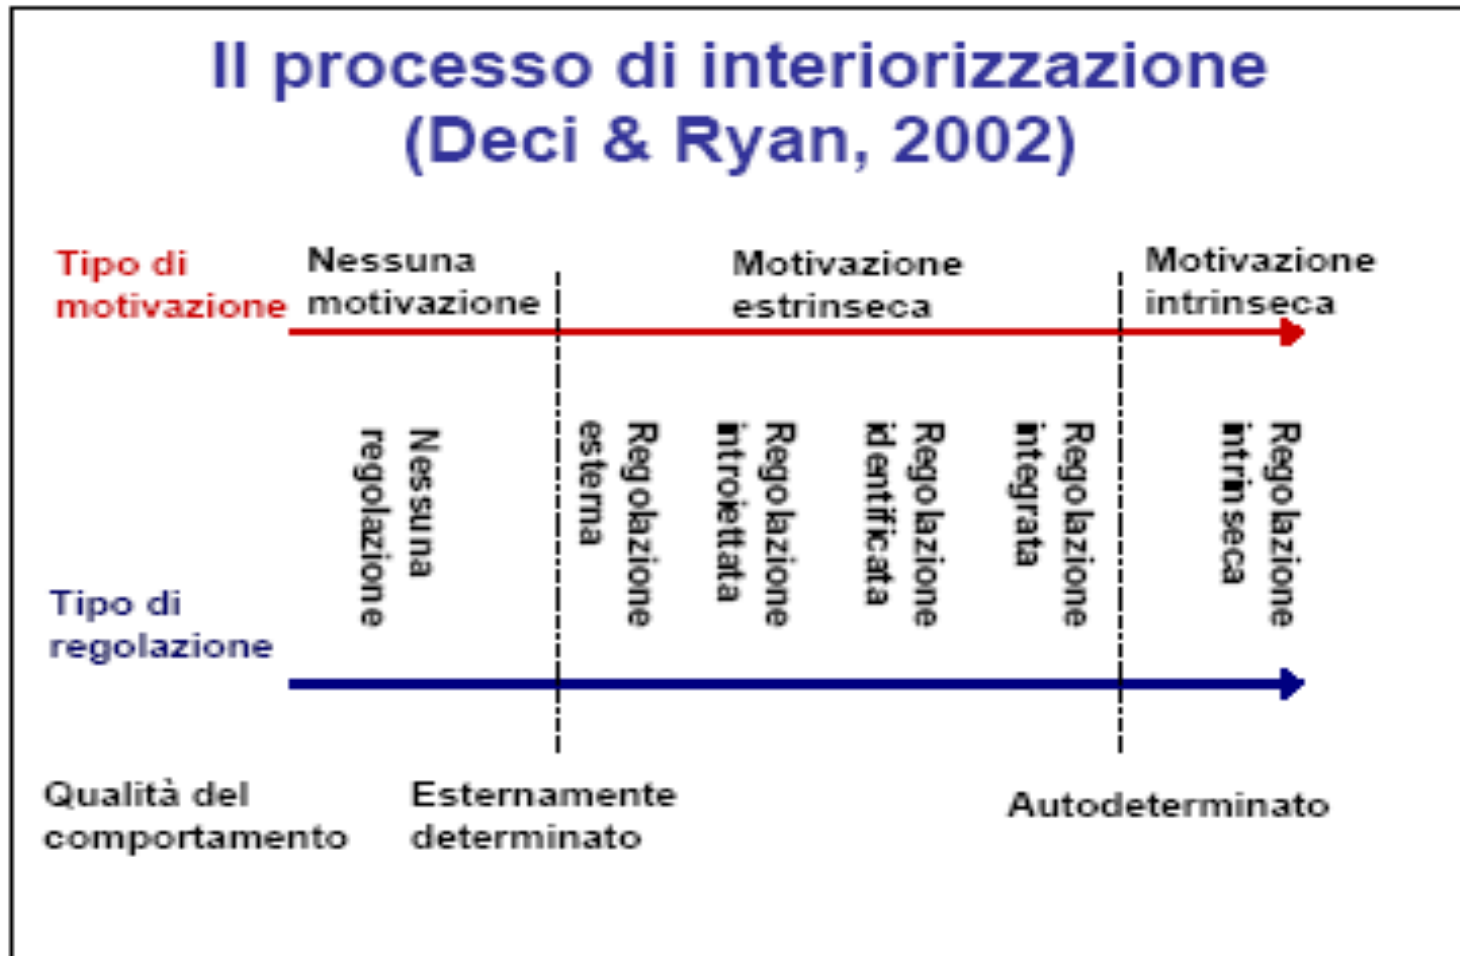 Il processo di interiorizzazione
(Deci & Ryan, 2002)
Tipo di
motivazione
Nessuna
motivazione
Motivazione
estrinseca
Motivazione
intrinseca
Nessuna
regolazione
Regolazione
esterna
Regolazione
introiettata
Regolazione
identificata
Regolazione
integrata
Regolazione
intrinseca
Tipo di
regolazione
Qualità del
comportamento
Esternamente
determinato
Autodeterminato